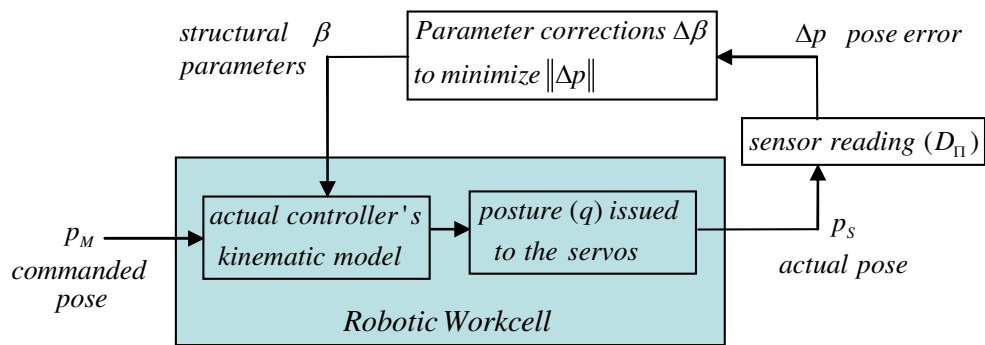 structural β
parameters
Parameter corrections Δβ
to minimize ‖Δp‖
Δp pose error
sensor reading (D_Π)
p_M
commanded
pose
actual controller's
kinematic model
posture (q) issued
to the servos
p_S
actual pose
Robotic Workcell